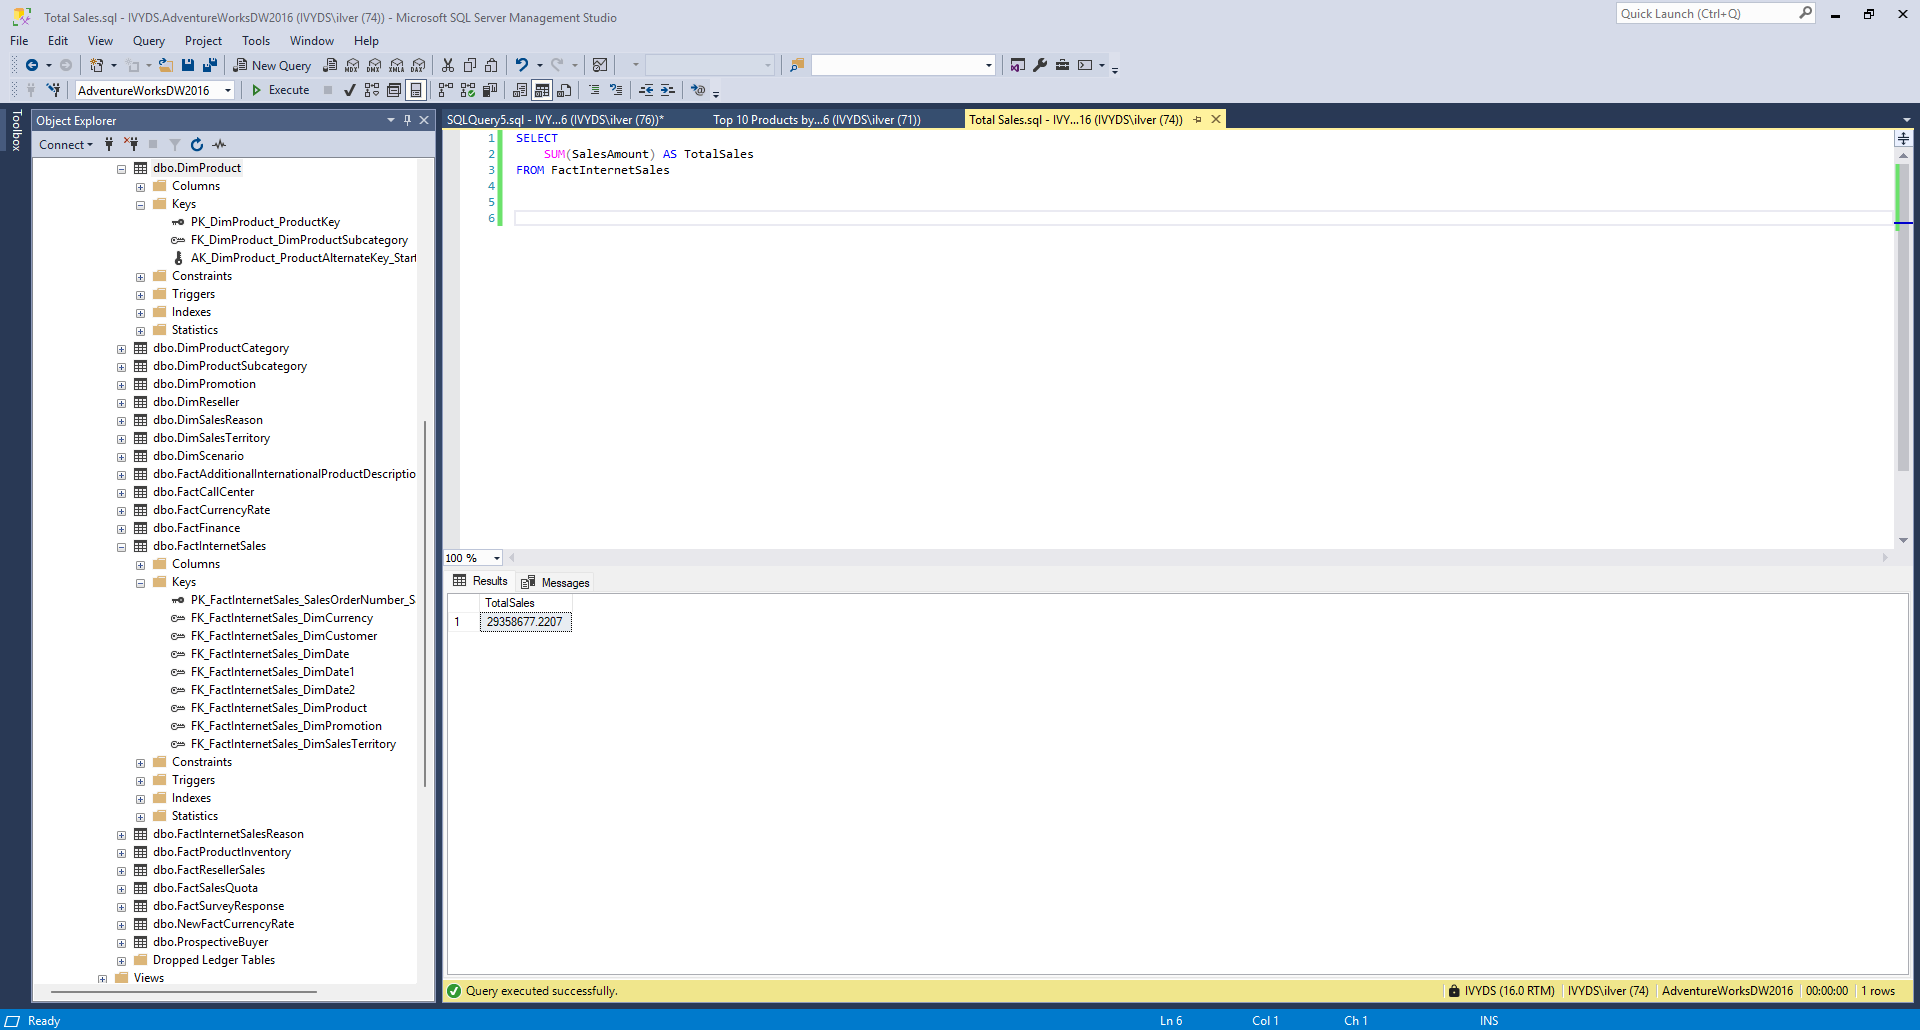 Total Sales.sql - IVYDS.AdventureWorksDW2016 (IVYDS\ilver (74)) - Microsoft SQL Server Management Studio
Quick Launch (Ctrl+Q)
File Edit View Query Project Tools Window Help
New Query MDX DMX XMLA DAX
AdventureWorksDW2016 Execute
Toolbox
Object Explorer
Connect
dbo.DimProduct
Columns
Keys
PK_DimProduct_ProductKey
FK_DimProduct_DimProductSubcategory
AK_DimProduct_ProductAlternateKey_Start
Constraints
Triggers
Indexes
Statistics
dbo.DimProductCategory
dbo.DimProductSubcategory
dbo.DimPromotion
dbo.DimReseller
dbo.DimSalesReason
dbo.DimSalesTerritory
dbo.DimScenario
dbo.FactAdditionalInternationalProductDescriptio
dbo.FactCallCenter
dbo.FactCurrencyRate
dbo.FactFinance
dbo.FactInternetSales
Columns
Keys
PK_FactInternetSales_SalesOrderNumber_S
FK_FactInternetSales_DimCurrency
FK_FactInternetSales_DimCustomer
FK_FactInternetSales_DimDate
FK_FactInternetSales_DimDate1
FK_FactInternetSales_DimDate2
FK_FactInternetSales_DimProduct
FK_FactInternetSales_DimPromotion
FK_FactInternetSales_DimSalesTerritory
Constraints
Triggers
Indexes
Statistics
dbo.FactInternetSalesReason
dbo.FactProductInventory
dbo.FactResellerSales
dbo.FactSalesQuota
dbo.FactSurveyResponse
dbo.NewFactCurrencyRate
dbo.ProspectiveBuyer
Dropped Ledger Tables
Views
SQLQuery5.sql - IVY...6 (IVYDS\ilver (76))* Top 10 Products by...6 (IVYDS\ilver (71)) Total Sales.sql - IVY...16 (IVYDS\ilver (74))
1 SELECT
2 SUM(SalesAmount) AS TotalSales
3 FROM FactInternetSales
4
5
6
100 %
Results Messages
TotalSales
1 29358677.2207
Query executed successfully. IVYDS (16.0 RTM) IVYDS\ilver (74) AdventureWorksDW2016 00:00:00 1 rows
Ready Ln 6 Col 1 Ch 1 INS